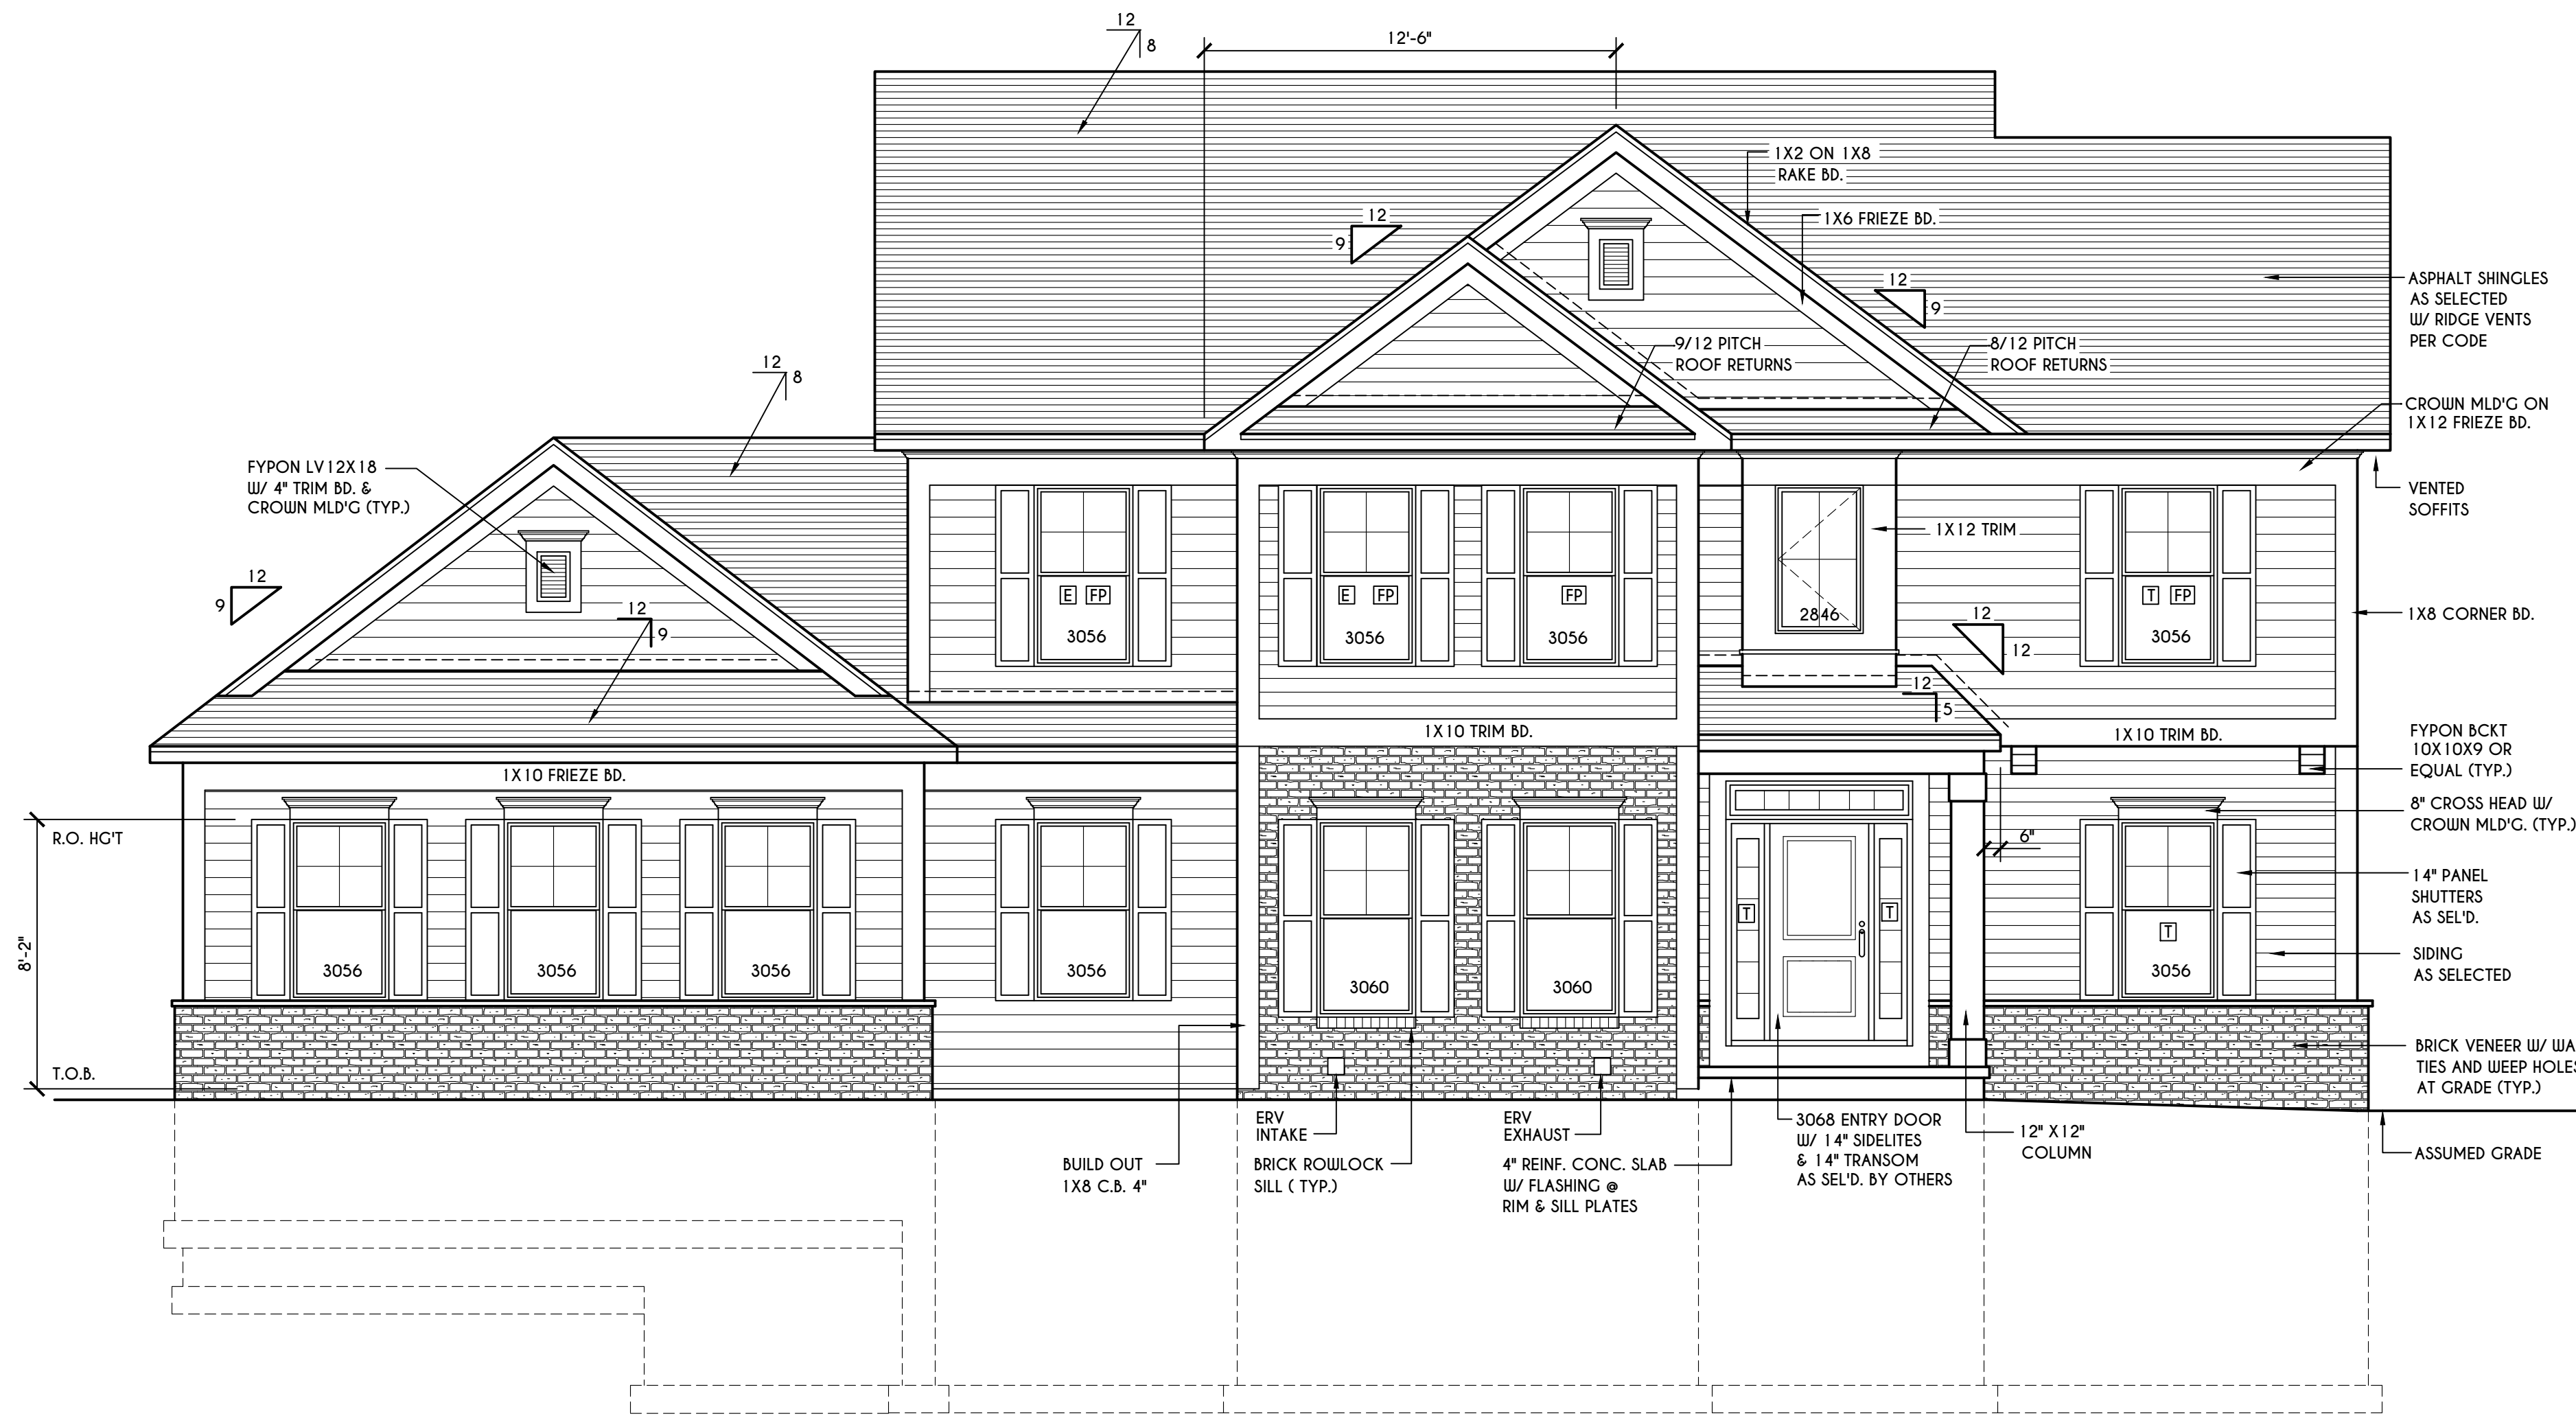 12
8
12'-6"
1X2 ON 1X8
RAKE BD.
12
9
1X6 FRIEZE BD.
12
9
ASPHALT SHINGLES
AS SELECTED
W/ RIDGE VENTS
PER CODE
9/12 PITCH
ROOF RETURNS
8/12 PITCH
ROOF RETURNS
12
8
CROWN MLD'G ON
1X12 FRIEZE BD.
FYPON LV12X18
W/ 4" TRIM BD. &
CROWN MLD'G (TYP.)
VENTED
SOFFITS
1X12 TRIM
12
9
12
9
E FP
3056
E FP
3056
FP
3056
2846
T FP
3056
1X8 CORNER BD.
12
12
12
5
1X10 TRIM BD.
1X10 TRIM BD.
FYPON BCKT
10X10X9 OR
EQUAL (TYP.)
1X10 FRIEZE BD.
8" CROSS HEAD W/
CROWN MLD'G. (TYP.)
R.O. HG'T
6"
8'-2"
14" PANEL
SHUTTERS
AS SEL'D.
T
T
T
3056
3056
3056
3056
3060
3060
3056
SIDING
AS SELECTED
T.O.B.
BRICK VENEER W/ WA
TIES AND WEEP HOLES
AT GRADE (TYP.)
ERV
INTAKE
ERV
EXHAUST
3068 ENTRY DOOR
W/ 14" SIDELITES
& 14" TRANSOM
AS SEL'D. BY OTHERS
12" X12"
COLUMN
ASSUMED GRADE
BUILD OUT
1X8 C.B. 4"
BRICK ROWLOCK
SILL ( TYP.)
4" REINF. CONC. SLAB
W/ FLASHING @
RIM & SILL PLATES